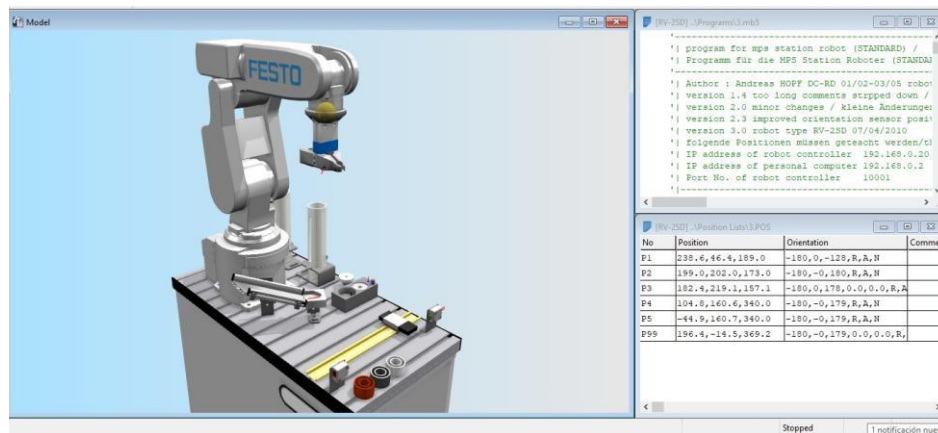 Model
FESTO
[RV-2SD] ..\Programs\3.mb5
'| program for mps station robot (STANDARD) /
'| Programm für die MPS Station Roboter (STANDAR
'| Author : Andreas HOPF DC-RD 01/02-03/05 robot
'| version 1.4 too long comments strpped down /
'| version 2.0 minor changes / kleine Änderungen
'| version 2.3 improved orientation sensor posit
'| version 3.0 robot type RV-2SD 07/04/2010
'| folgende Positionen müssen geteacht werden/th
'| IP address of robot controller 192.168.0.20
'| IP address of personal computer 192.168.0.2
'| Port No. of robot controller 10001
[RV-2SD] ..\Position Lists\3.POS
No Position Orientation Comme
P1 238.6,46.4,189.0 -180,0,-128,R,A,N
P2 199.0,202.0,173.0 -180,-0,180,R,A,N
P3 182.4,219.1,157.1 -180,0,178,0.0,0.0,R,A
P4 104.8,160.6,340.0 -180,-0,179,R,A,N
P5 -44.9,160.7,340.0 -180,-0,179,R,A,N
P99 196.4,-14.5,369.2 -180,-0,179,0.0,0.0,R,
Stopped
1 notificación nue